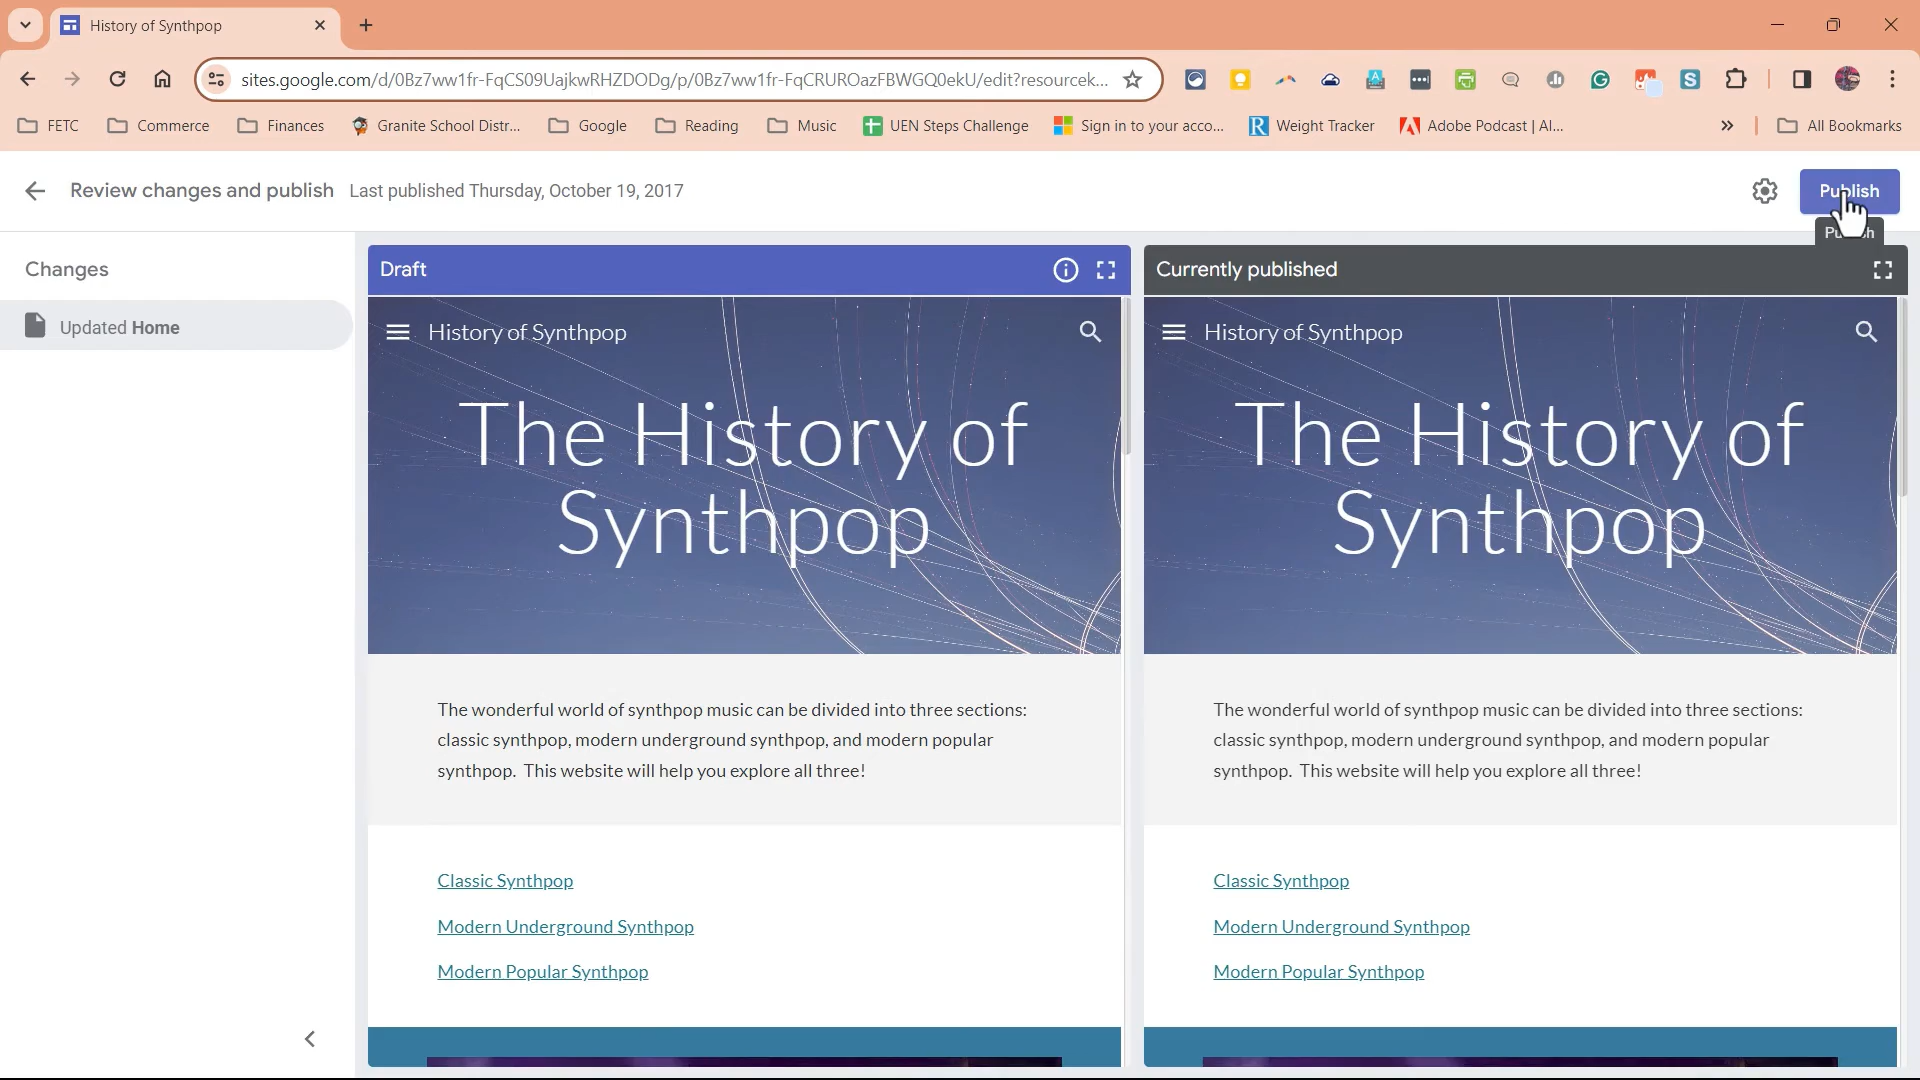 History of Synthpop
sites.google.com/d/0Bz7ww1fr-FqCS09UajkwRHZDODg/p/0Bz7ww1fr-FqCRUROazFBWGQ0ekU/edit?resourcek...
FETC
Commerce
Finances
Granite School Distr...
Google
Reading
Music
UEN Steps Challenge
Sign in to your acco...
Weight Tracker
Adobe Podcast | AI...
All Bookmarks
Review changes and publish
Last published Thursday, October 19, 2017
Publish
Publish
Changes
Updated Home
Draft
History of Synthpop
The History of
Synthpop
The wonderful world of synthpop music can be divided into three sections:
classic synthpop, modern underground synthpop, and modern popular
synthpop. This website will help you explore all three!
Classic Synthpop
Modern Underground Synthpop
Modern Popular Synthpop
Currently published
History of Synthpop
The History of
Synthpop
The wonderful world of synthpop music can be divided into three sections:
classic synthpop, modern underground synthpop, and modern popular
synthpop. This website will help you explore all three!
Classic Synthpop
Modern Underground Synthpop
Modern Popular Synthpop